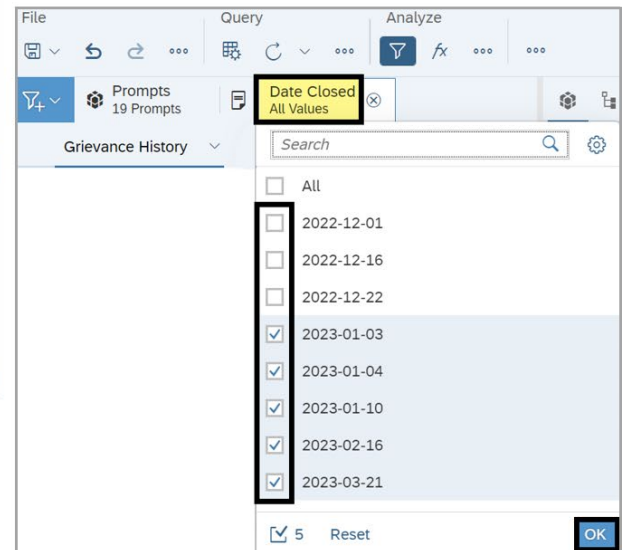 File Query Analyze
fx
Prompts
19 Prompts
Date Closed
All Values
Grievance History
Search
All
2022-12-01
2022-12-16
2022-12-22
2023-01-03
2023-01-04
2023-01-10
2023-02-16
2023-03-21
5 Reset OK